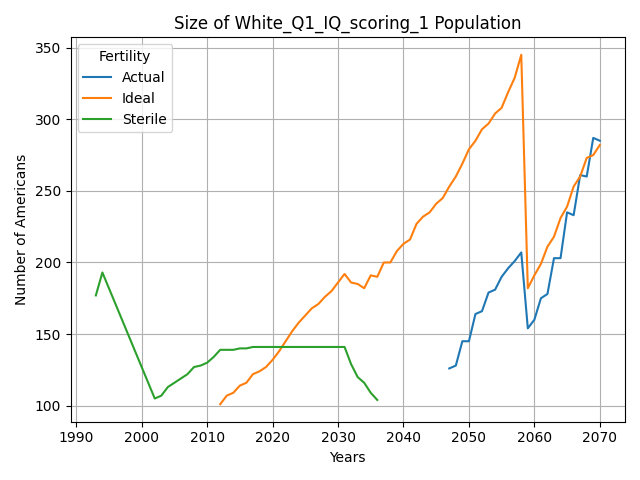 Size of White_Q1_IQ_scoring_1 Population
Number of Americans
350
300
250
200
150
100
Fertility
Actual
Ideal
Sterile
1990 2000 2010 2020 2030 2040 2050 2060 2070
Years